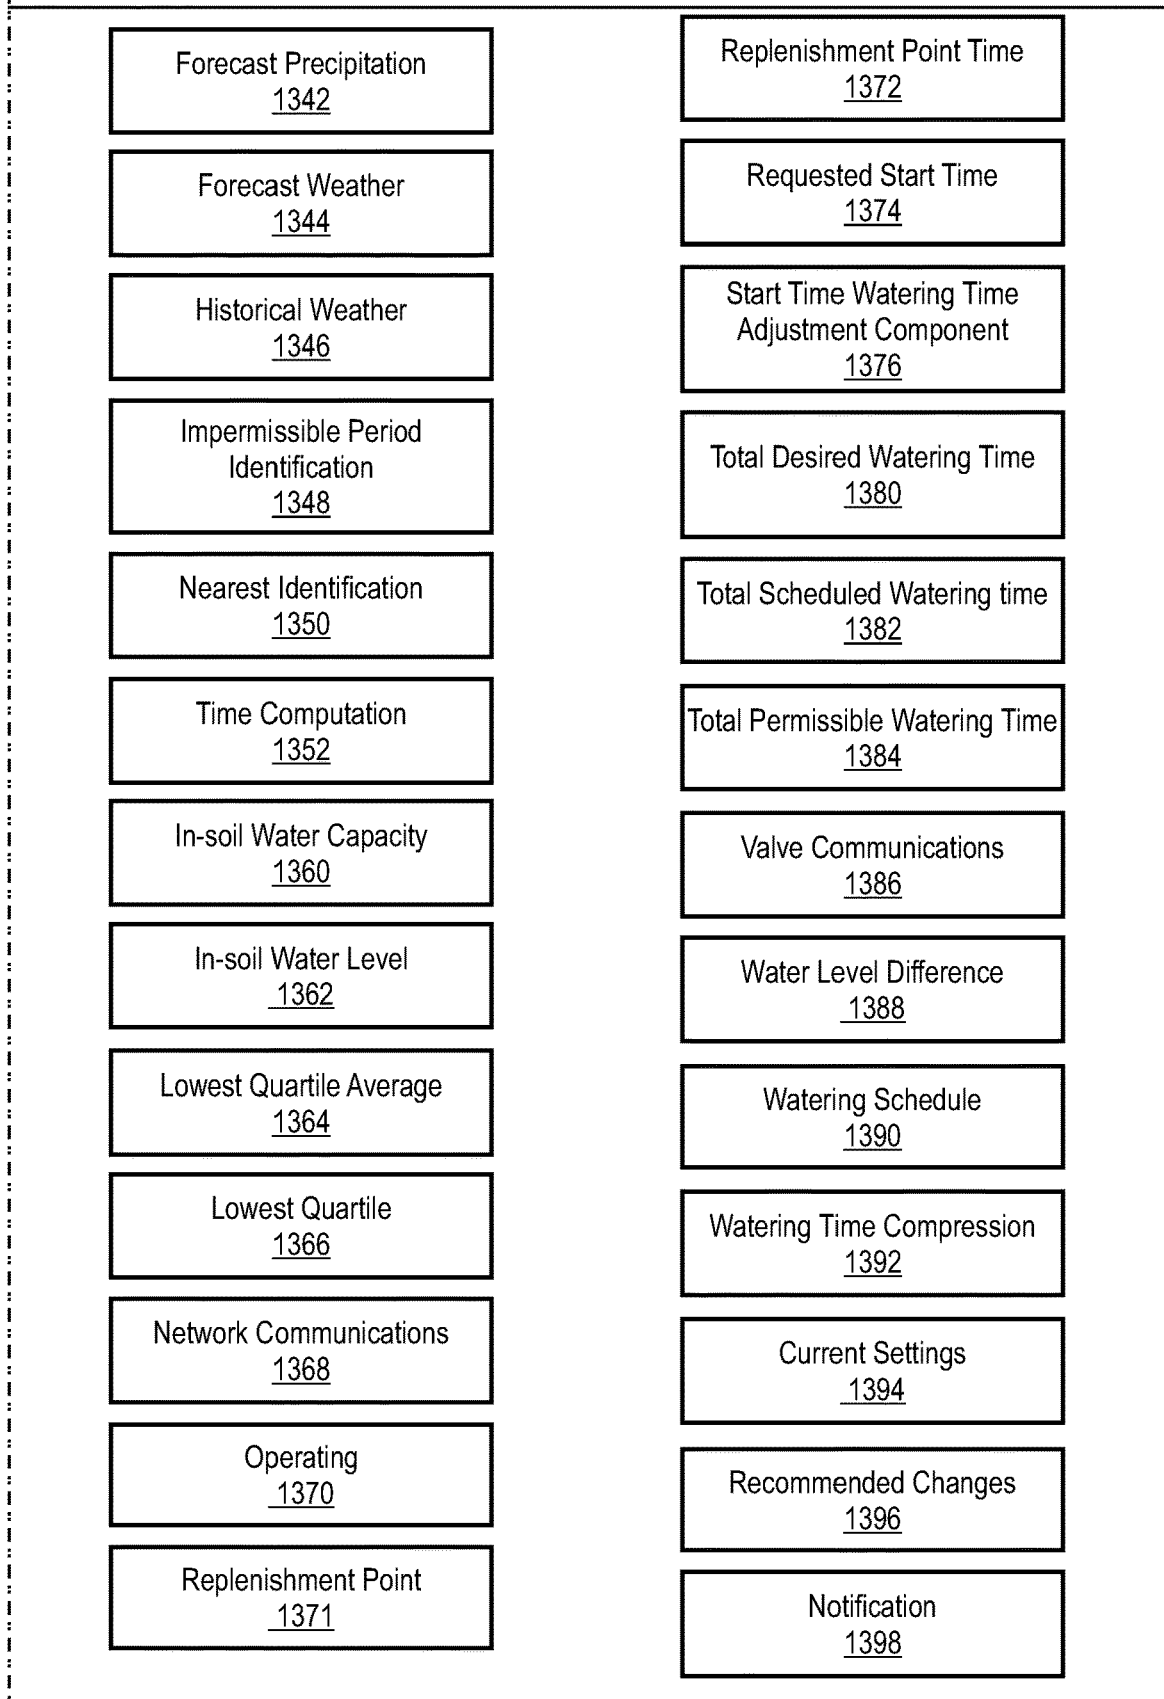 Forecast Precipitation
1342
Forecast Weather
1344
Historical Weather
1346
Impermissible Period
Identification
1348
Nearest Identification
1350
Time Computation
1352
In-soil Water Capacity
1360
In-soil Water Level
1362
Lowest Quartile Average
1364
Lowest Quartile
1366
Network Communications
1368
Operating
1370
Replenishment Point
1371
Replenishment Point Time
1372
Requested Start Time
1374
Start Time Watering Time
Adjustment Component
1376
Total Desired Watering Time
1380
Total Scheduled Watering time
1382
Total Permissible Watering Time
1384
Valve Communications
1386
Water Level Difference
1388
Watering Schedule
1390
Watering Time Compression
1392
Current Settings
1394
Recommended Changes
1396
Notification
1398